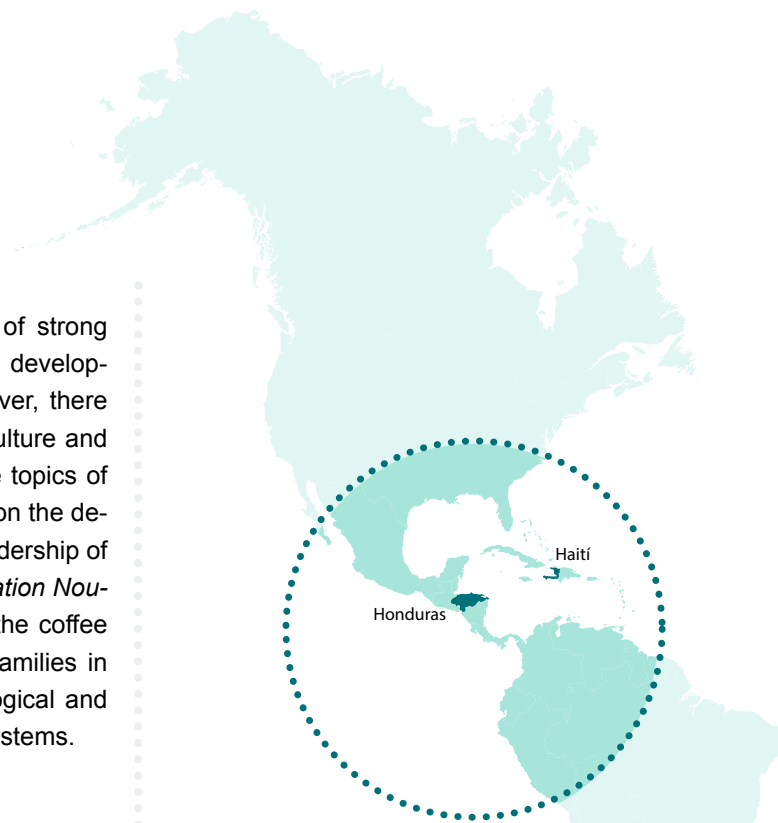 of strong
develop-
ver, there
ulture and
topics of
on the de-
dership of
ation Nou-
the coffee
amilies in
ogical and
stems.
Haití
Honduras